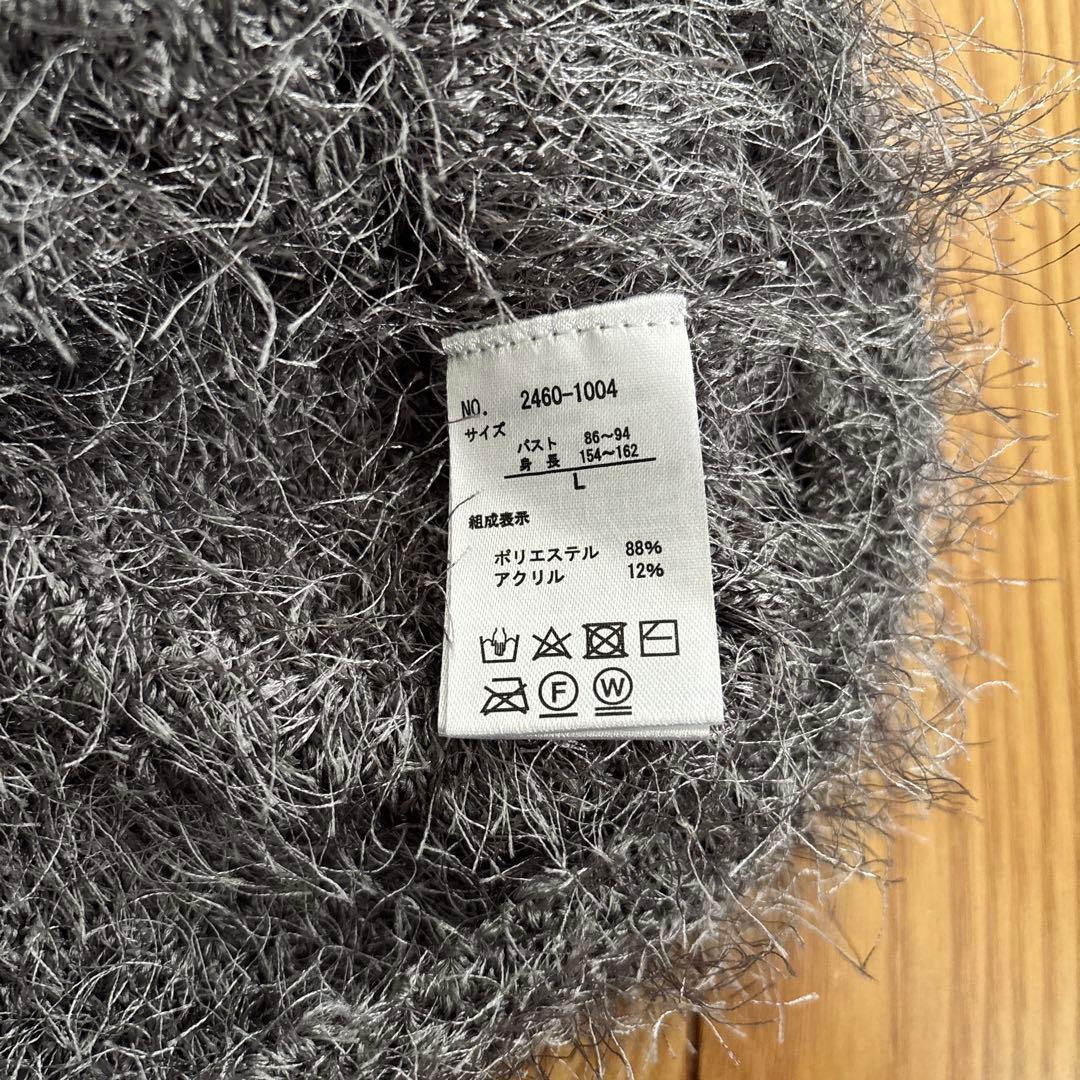 NO. 2460-1004
サイズ
バスト 86～94
身長 154～162
L
組成表示
ポリエステル 88%
アクリル 12%
F W